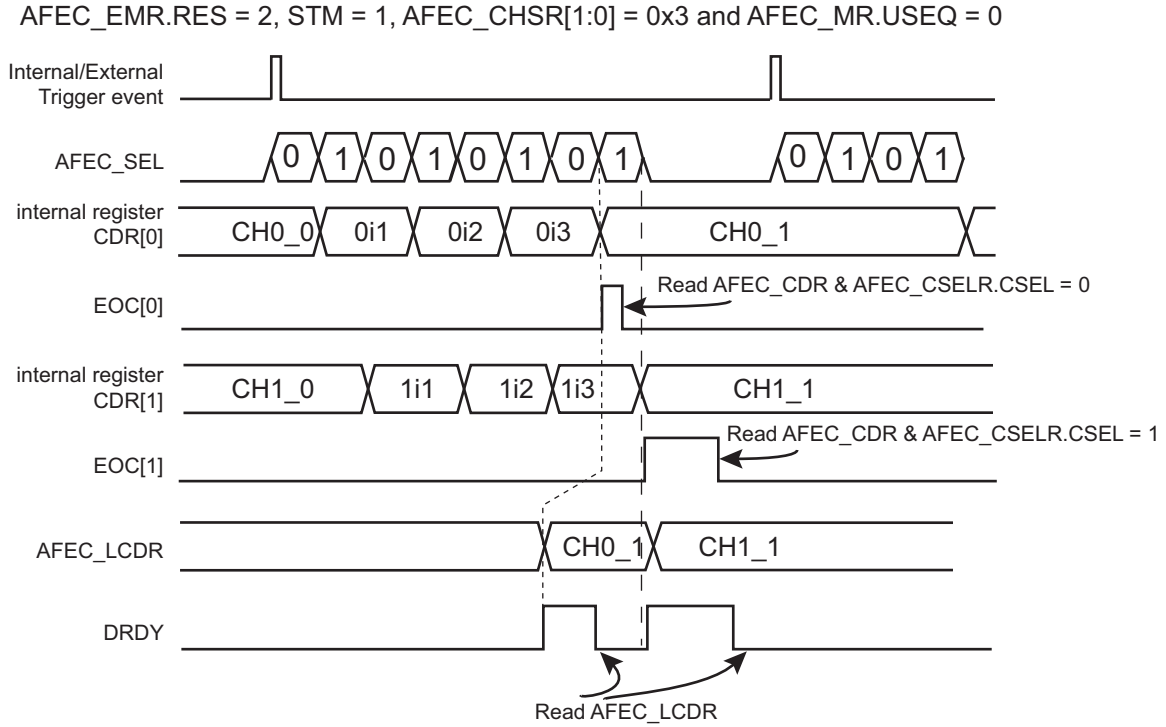 AFEC_EMR.RES = 2, STM = 1, AFEC_CHSR[1:0] = 0x3 and AFEC_MR.USEQ = 0
Internal/External
Trigger event
AFEC_SEL
0 1 0 1 0 1 0 1 0 1 0 1
internal register
CDR[0]
CH0_0 0i1 0i2 0i3 CH0_1
Read AFEC_CDR & AFEC_CSELR.CSEL = 0
EOC[0]
internal register
CDR[1]
CH1_0 1i1 1i2 1i3 CH1_1
Read AFEC_CDR & AFEC_CSELR.CSEL = 1
EOC[1]
AFEC_LCDR
CH0_1 CH1_1
DRDY
Read AFEC_LCDR